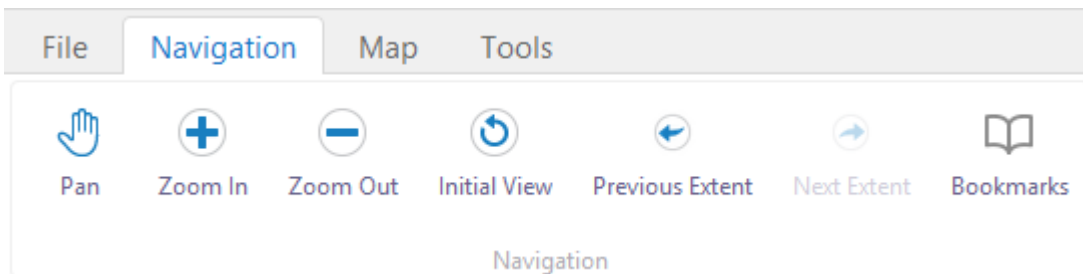 File Navigation Map Tools
Pan Zoom In Zoom Out Initial View Previous Extent Next Extent Bookmarks
Navigation